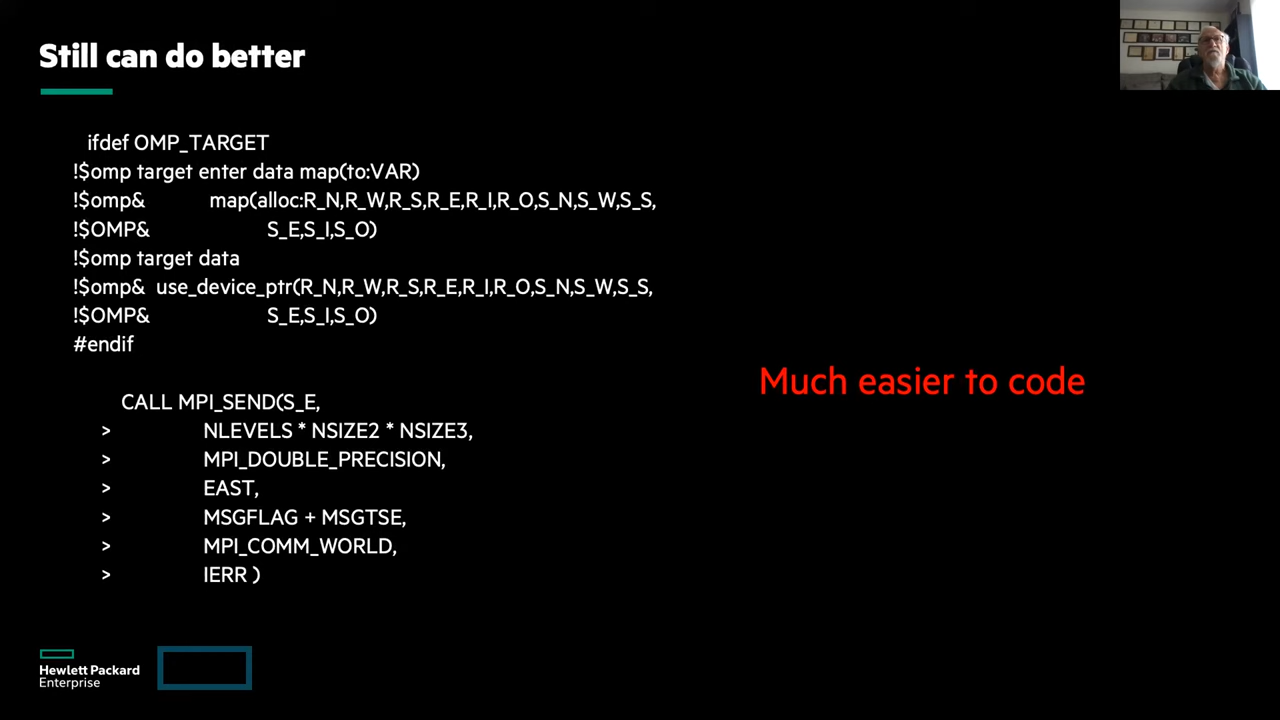 Still can do better
ifdef OMP_TARGET
!$omp target enter data map(to:VAR)
!$omp& map(alloc:R_N,R_W,R_S,R_E,R_I,R_O,S_N,S_W,S_S,
!$OMP& S_E,S_I,S_O)
!$omp target data
!$omp& use_device_ptr(R_N,R_W,R_S,R_E,R_I,R_O,S_N,S_W,S_S,
!$OMP& S_E,S_I,S_O)
#endif
Much easier to code
CALL MPI_SEND(S_E,
> NLEVELS * NSIZE2 * NSIZE3,
> MPI_DOUBLE_PRECISION,
> EAST,
> MSGFLAG + MSGTSE,
> MPI_COMM_WORLD,
> IERR )
Hewlett Packard
Enterprise